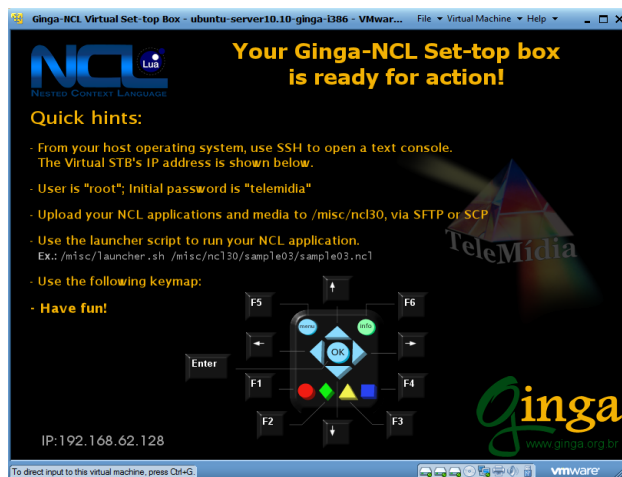 Ginga-NCL Virtual Set-top Box - ubuntu-server10.10-ginga-i386 - VMwar... File Virtual Machine Help
NCL
Lua
NESTED CONTEXT LANGUAGE
Your Ginga-NCL Set-top box
is ready for action!
Quick hints:
- From your host operating system, use SSH to open a text console.
The Virtual STB's IP address is shown below.
- User is "root"; Initial password is "telemidia"
- Upload your NCL applications and media to /misc/ncl30, via SFTP or SCP
- Use the launcher script to run your NCL application.
Ex.: /misc/launcher.sh /misc/ncl30/sample03/sample03.ncl
- Use the following keymap:
- Have fun!
TeleMídia
F5
F6
menu
info
OK
Enter
F1
F4
F2
F3
Ginga
www.ginga.org.br
IP:192.168.62.128
To direct input to this virtual machine, press Ctrl+G.
vmware